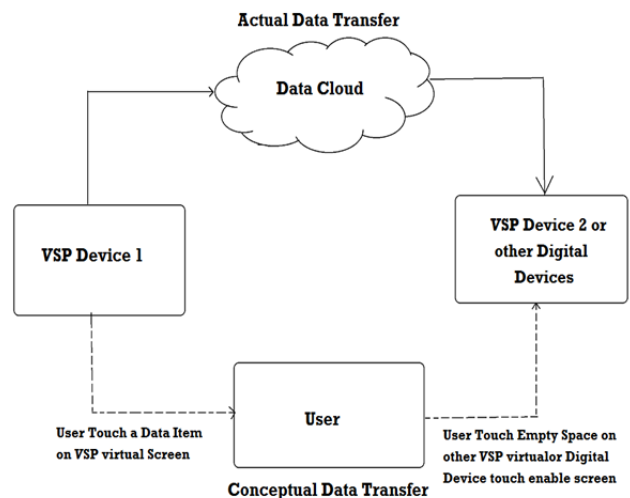 Actual Data Transfer
Data Cloud
VSP Device 1
VSP Device 2 or
other Digital
Devices
User
User Touch a Data Item
on VSP virtual Screen
User Touch Empty Space on
other VSP virtualor Digital
Device touch enable screen
Conceptual Data Transfer